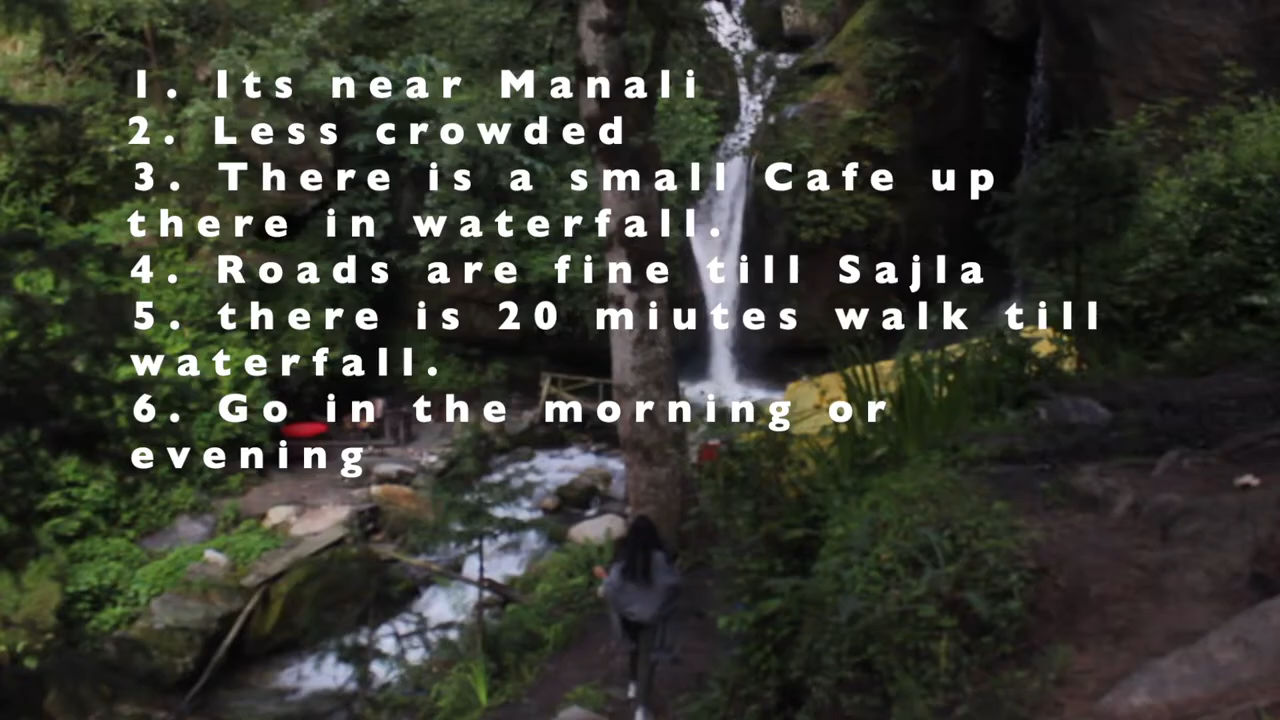 1. Its near Manali
2. Less crowded
3. There is a small Cafe up
there in waterfall.
4. Roads are fine till Sajla
5. there is 20 miutes walk till
waterfall.
6. Go in the morning or
evening